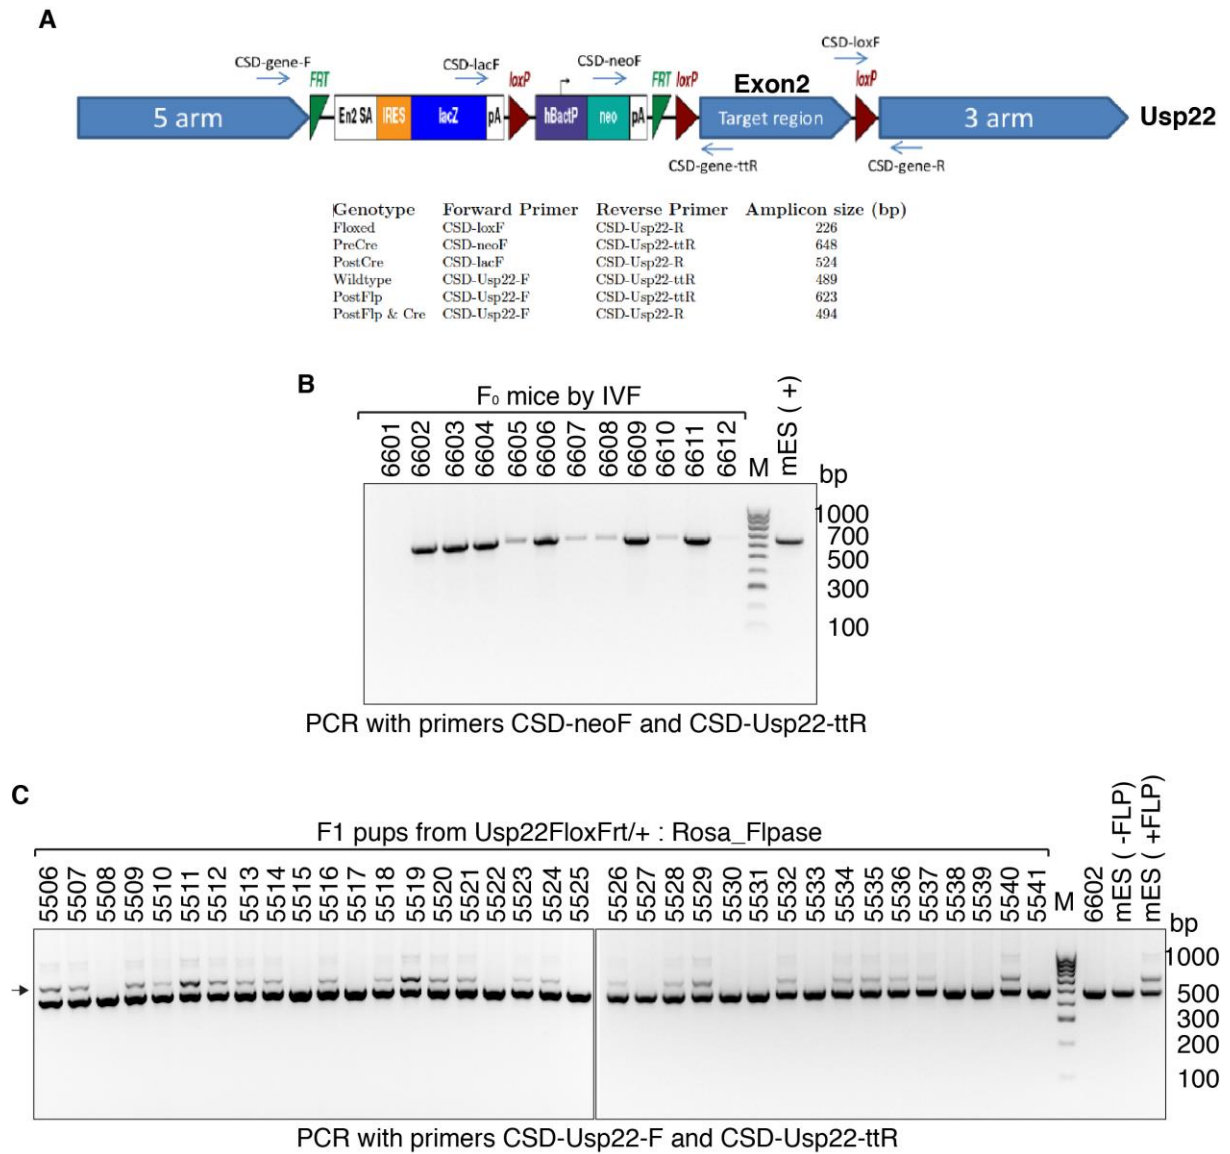 A
CSD-gene-F
FRT
CSD-lacF
loxP
CSD-neoF
FRT
loxP
Exon2
CSD-loxF
loxP
5 arm
En2 SA
IRES
lacZ
pA
hBactP
neo
pA
Target region
3 arm
Usp22
CSD-gene-ttR
CSD-gene-R
Genotype Forward Primer Reverse Primer Amplicon size (bp)
Floxed CSD-loxF CSD-Usp22-R 226
PreCre CSD-neoF CSD-Usp22-ttR 648
PostCre CSD-lacF CSD-Usp22-R 524
Wildtype CSD-Usp22-F CSD-Usp22-ttR 489
PostFlp CSD-Usp22-F CSD-Usp22-ttR 623
PostFlp & Cre CSD-Usp22-F CSD-Usp22-R 494
B
F0 mice by IVF
6601 6602 6603 6604 6605 6606 6607 6608 6609 6610 6611 6612 M mES (+)
bp
1000
700
500
300
100
PCR with primers CSD-neoF and CSD-Usp22-ttR
C
F1 pups from Usp22FloxFrt/+ : Rosa_Flpase
5506 5507 5508 5509 5510 5511 5512 5513 5514 5515 5516 5517 5518 5519 5520 5521 5522 5523 5524 5525 5526 5527 5528 5529 5530 5531 5532 5533 5534 5535 5536 5537 5538 5539 5540 5541 M 6602 mES (-FLP) mES (+FLP)
bp
1000
500
300
200
100
PCR with primers CSD-Usp22-F and CSD-Usp22-ttR